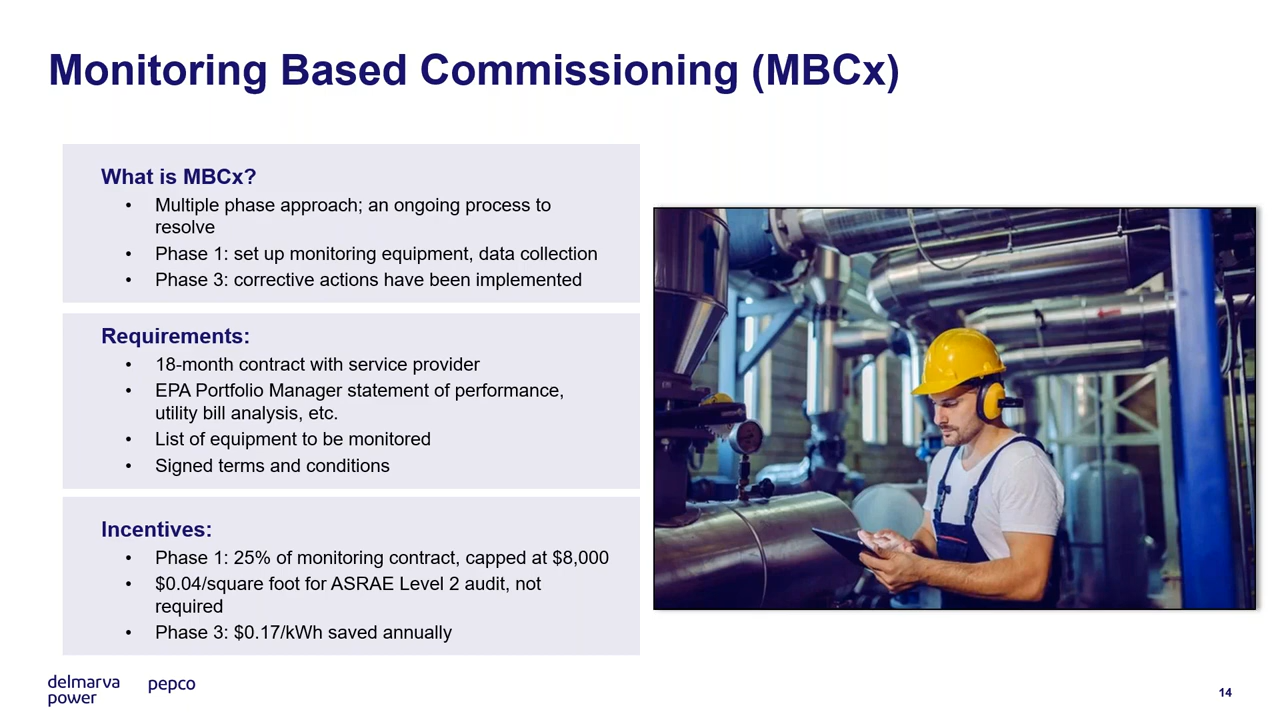 Monitoring Based Commissioning (MBCx)
What is MBCx?
• Multiple phase approach; an ongoing process to
resolve
• Phase 1: set up monitoring equipment, data collection
• Phase 3: corrective actions have been implemented
Requirements:
• 18-month contract with service provider
• EPA Portfolio Manager statement of performance,
utility bill analysis, etc.
• List of equipment to be monitored
• Signed terms and conditions
Incentives:
• Phase 1: 25% of monitoring contract, capped at $8,000
• $0.04/square foot for ASRAE Level 2 audit, not
required
• Phase 3: $0.17/kWh saved annually
delmarva
power
pepco
14